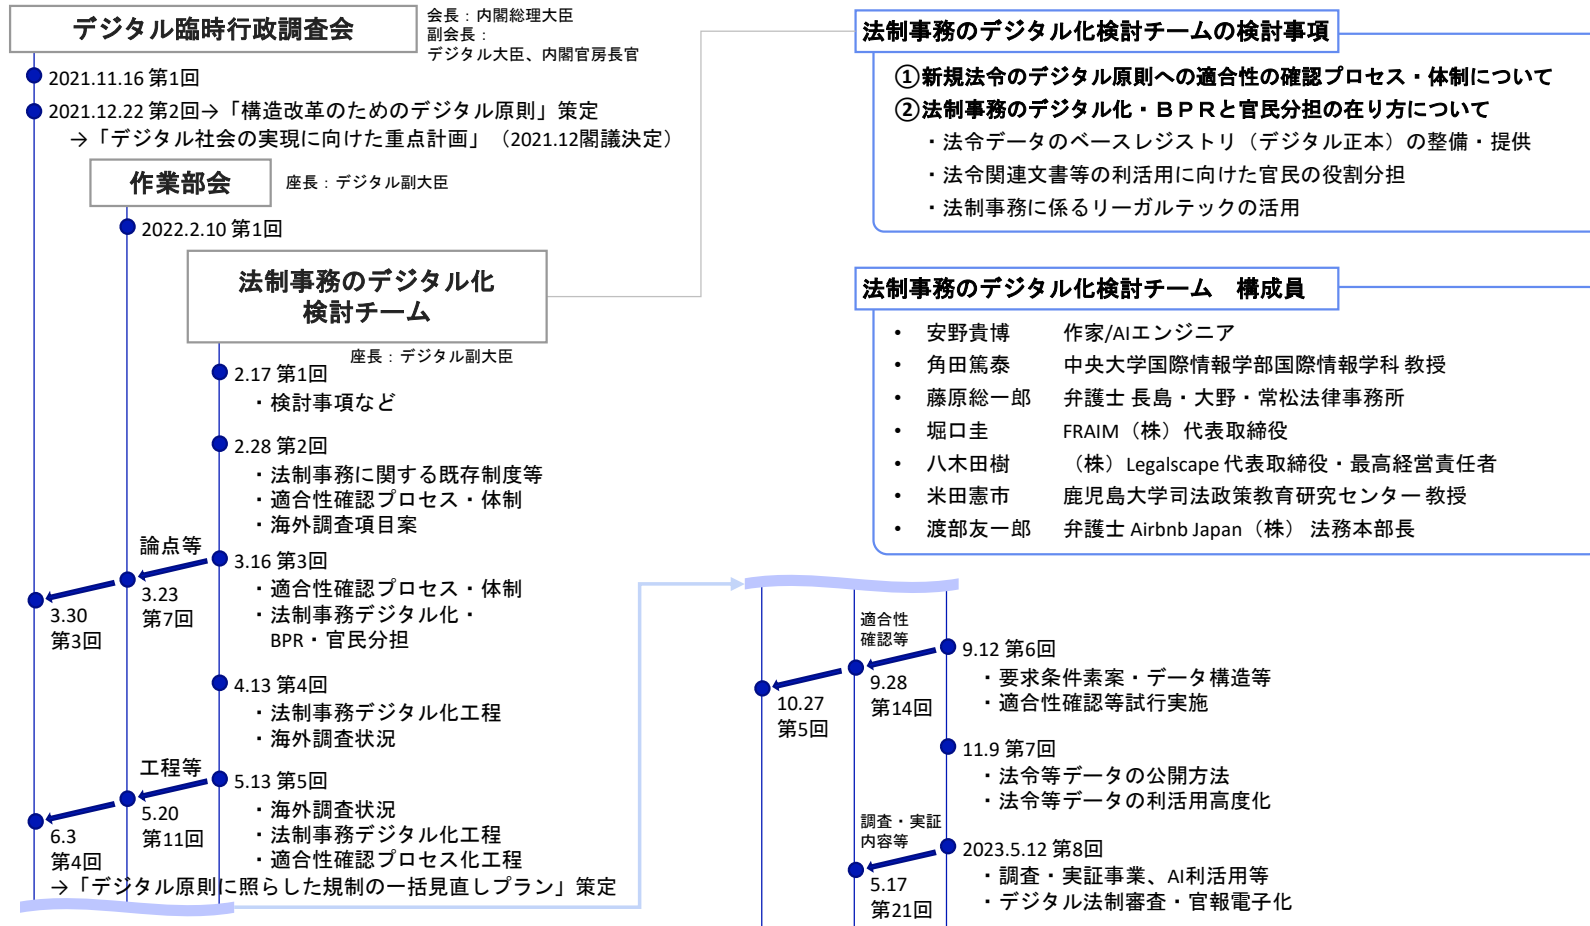 デジタル臨時行政調査会
会長：内閣総理大臣
副会長：
デジタル大臣、内閣官房長官
2021.11.16 第1回
2021.12.22 第2回→「構造改革のためのデジタル原則」策定
→「デジタル社会の実現に向けた重点計画」（2021.12閣議決定）
作業部会
座長：デジタル副大臣
2022.2.10 第1回
法制事務のデジタル化
検討チーム
座長：デジタル副大臣
2.17 第1回
・検討事項など
2.28 第2回
・法制事務に関する既存制度等
・適合性確認プロセス・体制
・海外調査項目案
論点等
3.16 第3回
・適合性確認プロセス・体制
・法制事務デジタル化・
BPR・官民分担
3.23
第7回
3.30
第3回
4.13 第4回
・法制事務デジタル化工程
・海外調査状況
工程等
5.13 第5回
・海外調査状況
・法制事務デジタル化工程
・適合性確認プロセス化工程
5.20
第11回
6.3
第4回
→「デジタル原則に照らした規制の一括見直しプラン」策定
法制事務のデジタル化検討チームの検討事項
①新規法令のデジタル原則への適合性の確認プロセス・体制について
②法制事務のデジタル化・ＢＰＲと官民分担の在り方について
・法令データのベースレジストリ（デジタル正本）の整備・提供
・法令関連文書等の利活用に向けた官民の役割分担
・法制事務に係るリーガルテックの活用
法制事務のデジタル化検討チーム　構成員
• 安野貴博 作家/AIエンジニア
• 角田篤泰 中央大学国際情報学部国際情報学科 教授
• 藤原総一郎 弁護士 長島・大野・常松法律事務所
• 堀口圭 FRAIM（株）代表取締役
• 八木田樹 （株）Legalscape 代表取締役・最高経営責任者
• 米田憲市 鹿児島大学司法政策教育研究センター 教授
• 渡部友一郎 弁護士 Airbnb Japan（株） 法務本部長
適合性
確認等
9.12 第6回
・要求条件素案・データ構造等
・適合性確認等試行実施
9.28
第14回
10.27
第5回
11.9 第7回
・法令等データの公開方法
・法令等データの利活用高度化
調査・実証
内容等
2023.5.12 第8回
・調査・実証事業、AI利活用等
・デジタル法制審査・官報電子化
5.17
第21回